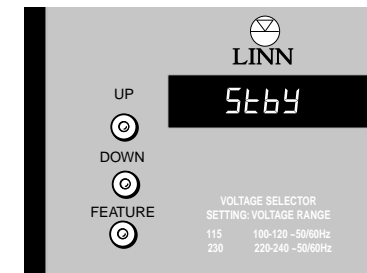 LINN
UP
Stby
DOWN
FEATURE
VOLTAGE SELECTOR
SETTING: VOLTAGE RANGE
115 100-120 ~50/60Hz
230 220-240 ~50/60Hz